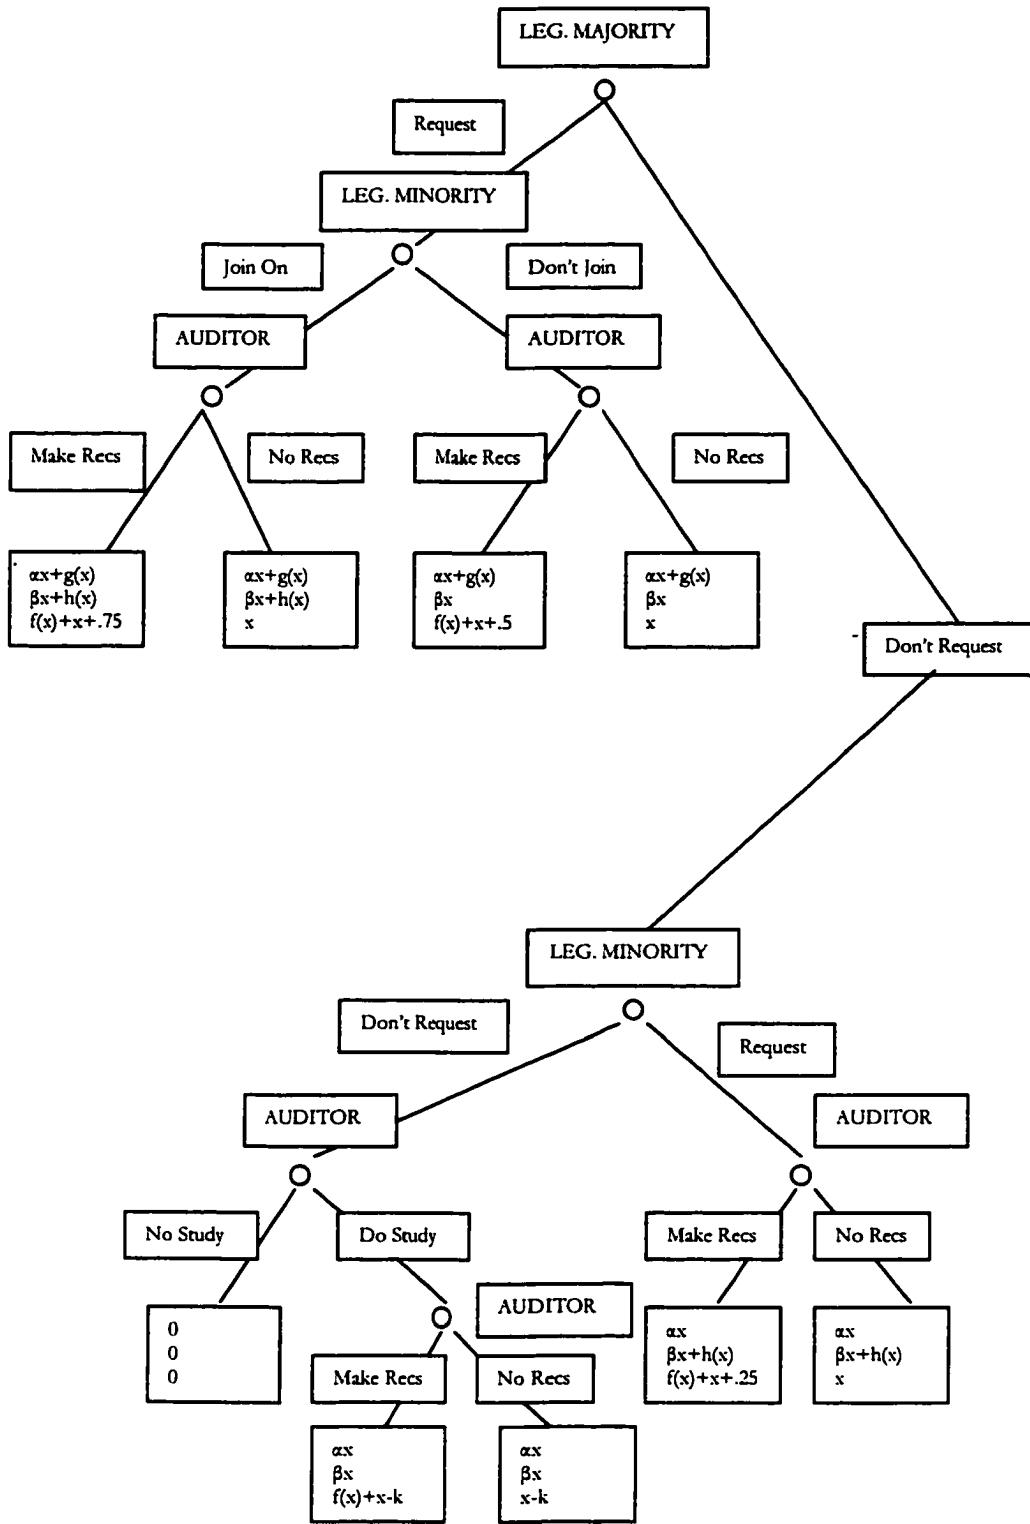 LEG. MAJORITY
Request
LEG. MINORITY
Join On
Don't Join
AUDITOR
AUDITOR
Make Recs
No Recs
Make Recs
No Recs
αx+g(x)
βx+h(x)
f(x)+x+.75
αx+g(x)
βx+h(x)
x
αx+g(x)
βx
f(x)+x+.5
αx+g(x)
βx
x
Don't Request
LEG. MINORITY
Don't Request
Request
AUDITOR
AUDITOR
No Study
Do Study
Make Recs
No Recs
0
0
0
AUDITOR
αx
βx+h(x)
f(x)+x+.25
αx
βx+h(x)
x
Make Recs
No Recs
αx
βx
f(x)+x-k
αx
βx
x-k